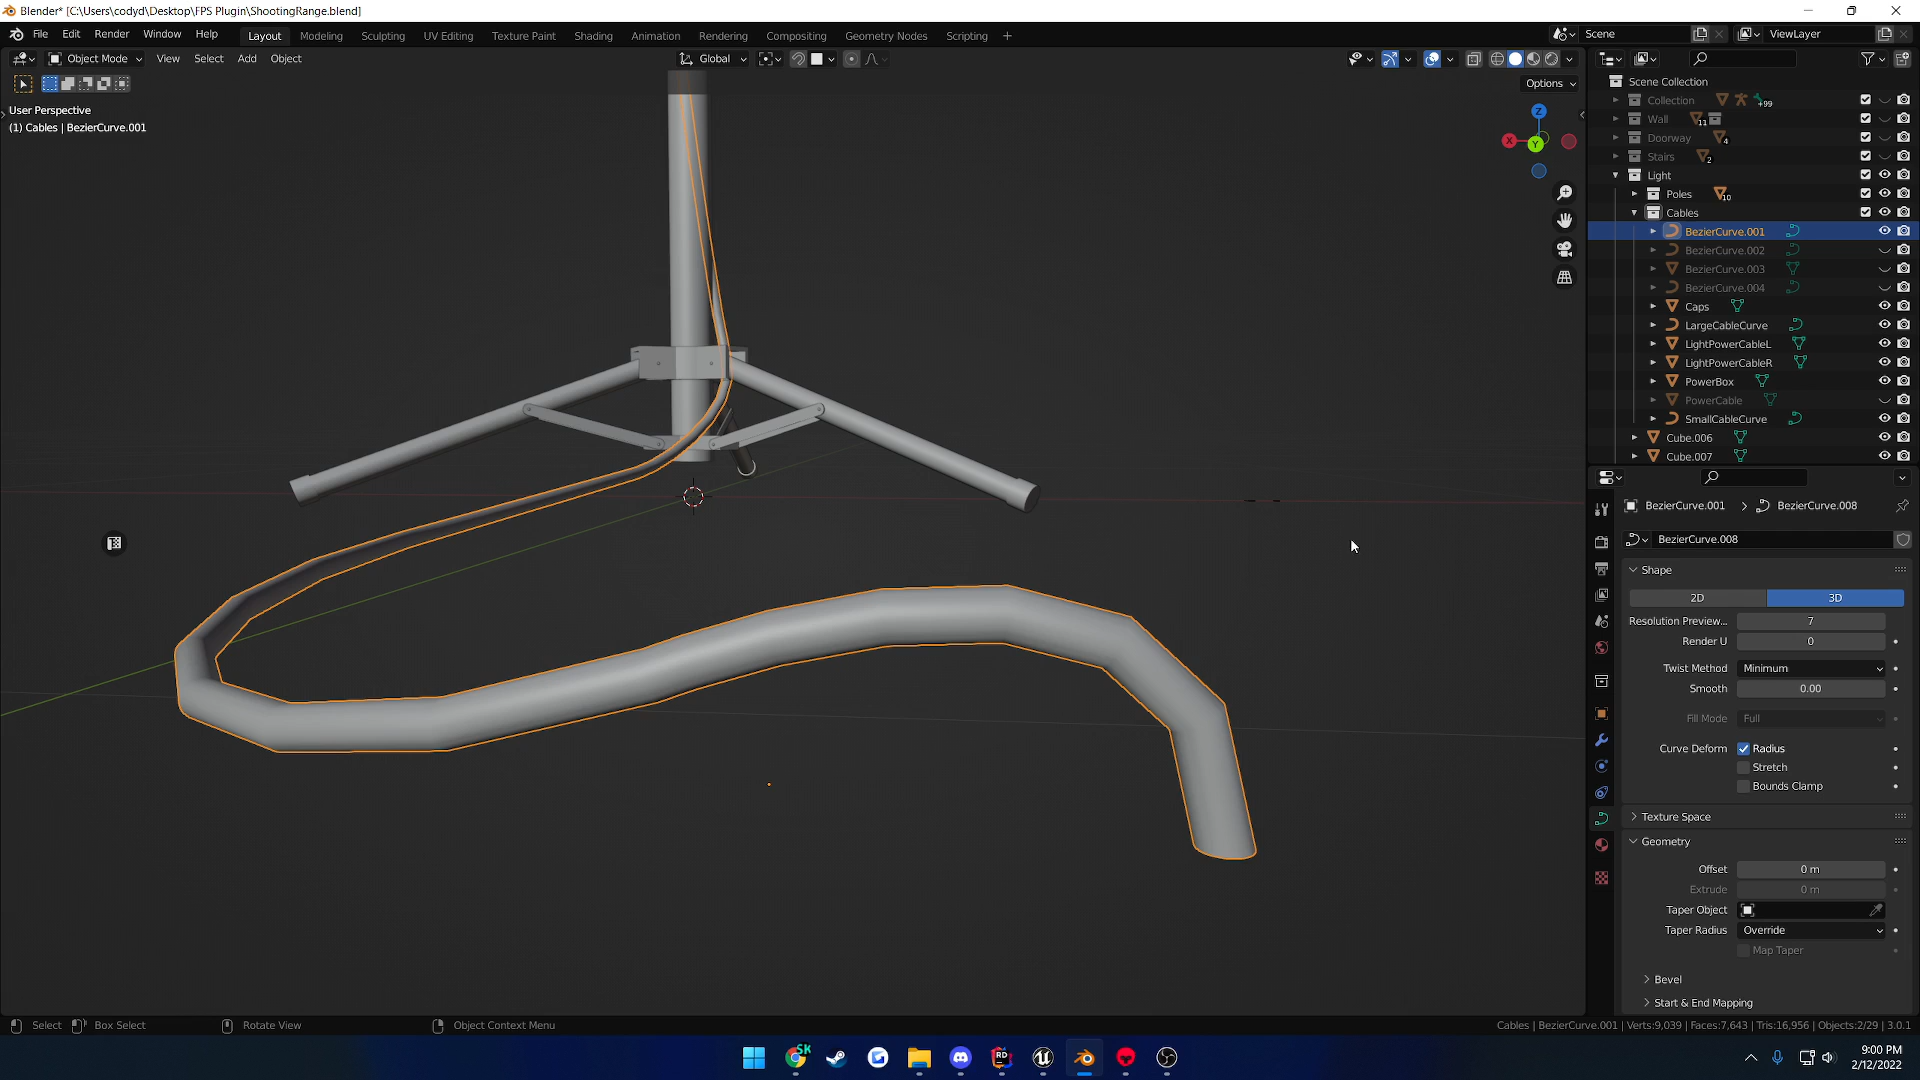 Blender* [C:\Users\codyd\Desktop\FPS Plugin\ShootingRange.blend]
File Edit Render Window Help Layout Modeling Sculpting UV Editing Texture Paint Shading Animation Rendering Compositing Geometry Nodes Scripting + Scene ViewLayer
Object Mode View Select Add Object Global
Options
User Perspective
(1) Cables | BezierCurve.001
Z
X
Y
Scene Collection
Collection +99
Wall 11
Doorway 4
Stairs 2
Light
Poles 10
Cables
BezierCurve.001
BezierCurve.002
BezierCurve.003
BezierCurve.004
Caps
LargeCableCurve
LightPowerCableL
LightPowerCableR
PowerBox
PowerCable
SmallCableCurve
Cube.006
Cube.007
BezierCurve.001 > BezierCurve.008
BezierCurve.008
Shape
2D 3D
Resolution Preview... 7
Render U 0
Twist Method Minimum
Smooth 0.00
Fill Mode Full
Curve Deform Radius
Stretch
Bounds Clamp
Texture Space
Geometry
Offset 0 m
Extrude 0 m
Taper Object
Taper Radius Override
Map Taper
Bevel
Start & End Mapping
Select Box Select Rotate View Object Context Menu Cables | BezierCurve.001 | Verts:9,039 | Faces:7,643 | Tris:16,956 | Objects:2/29 | 3.0.1
SK
RD
9:00 PM
2/12/2022